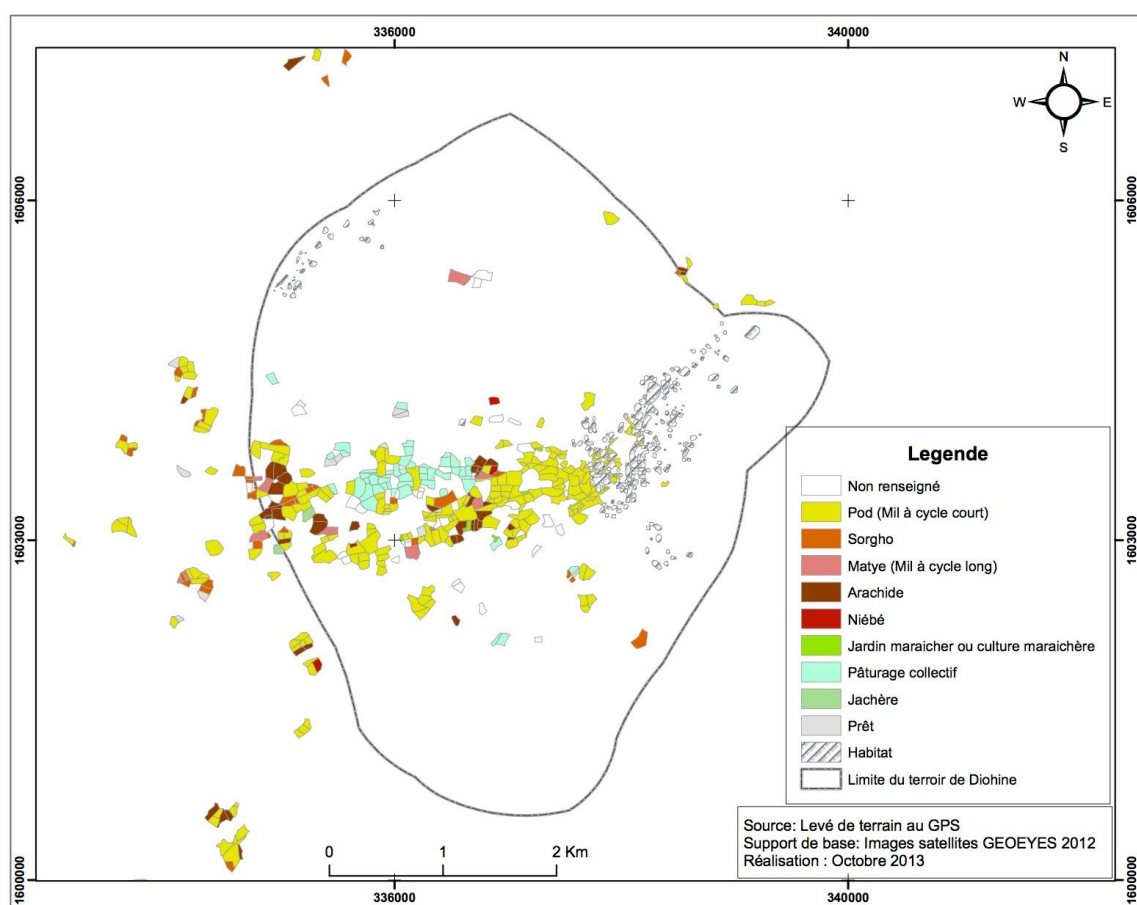 336000
340000
N
W
E
S
1606000
1606000
Legende
Non renseigné
Pod (Mil à cycle court)
Sorgho
Matye (Mil à cycle long)
Arachide
Niébé
Jardin maraicher ou culture maraichère
Pâturage collectif
Jachère
Prêt
Habitat
Limite du terroir de Diohine
1603000
1603000
Source: Levé de terrain au GPS
Support de base: Images satellites GEOEYES 2012
Réalisation : Octobre 2013
0 1 2 Km
1600000
1600000
336000
340000